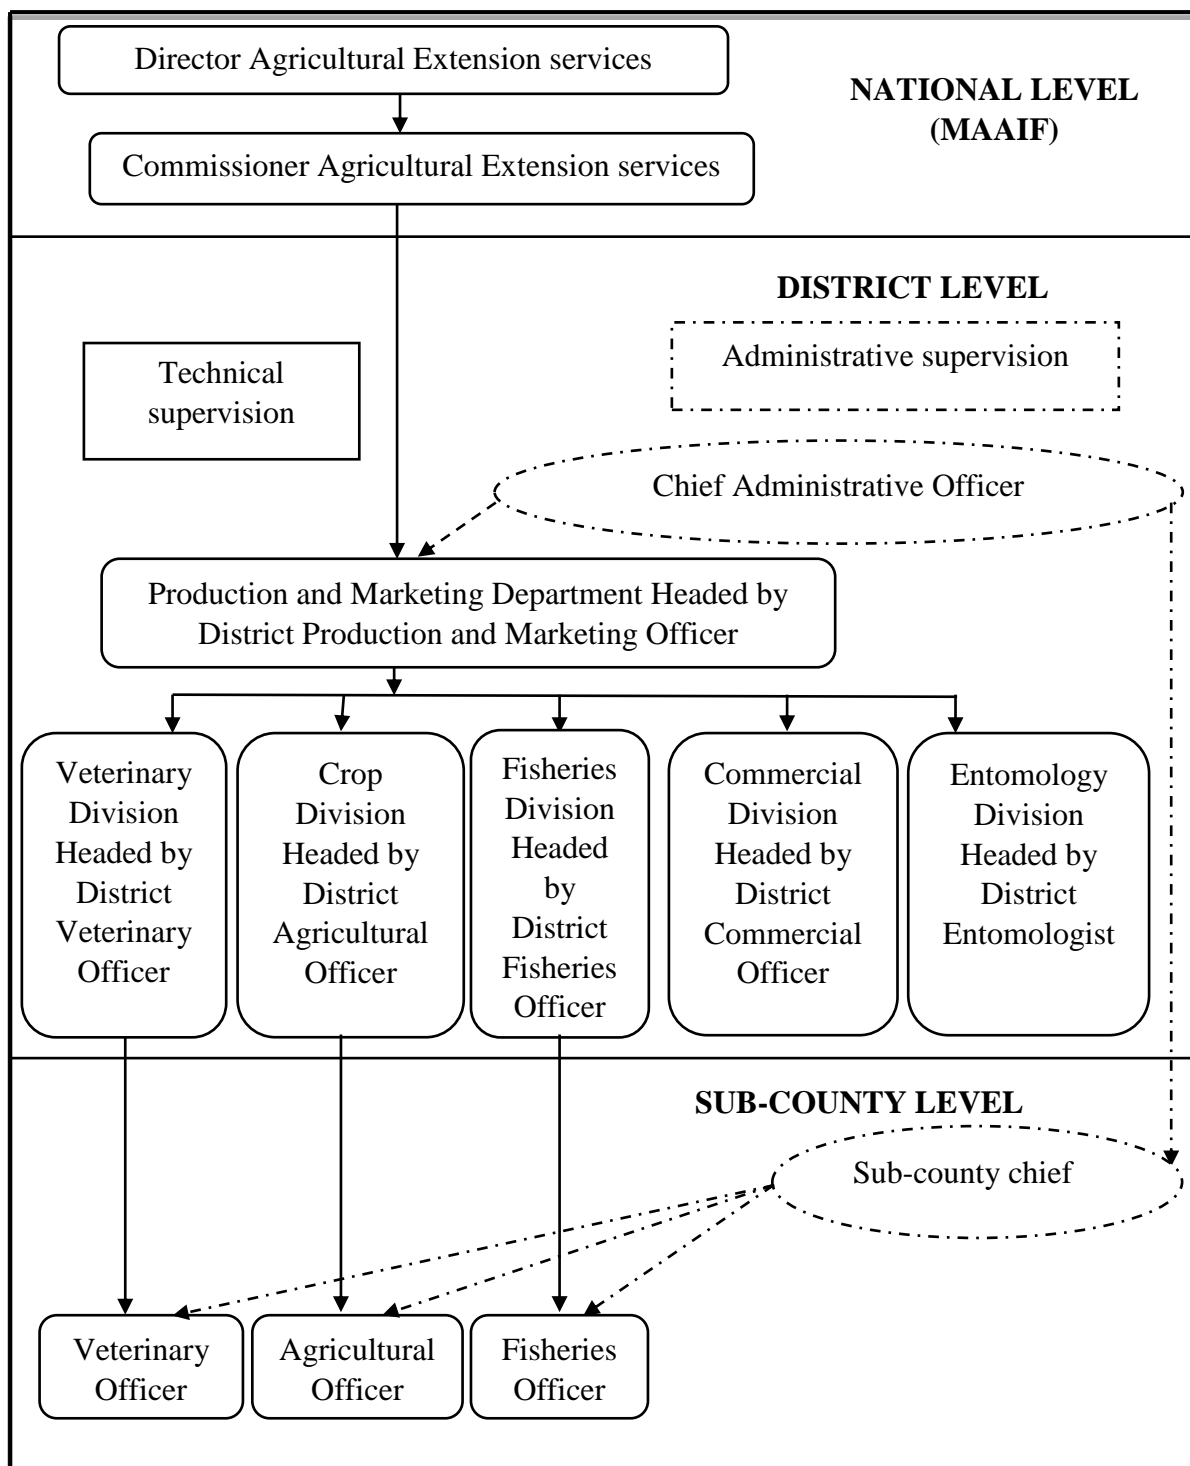 Director Agricultural Extension services
NATIONAL LEVEL
(MAAIF)
Commissioner Agricultural Extension services
DISTRICT LEVEL
Technical
supervision
Administrative supervision
Chief Administrative Officer
Production and Marketing Department Headed by
District Production and Marketing Officer
Veterinary
Division
Headed by
District
Veterinary
Officer
Crop
Division
Headed by
District
Agricultural
Officer
Fisheries
Division
Headed
by
District
Fisheries
Officer
Commercial
Division
Headed by
District
Commercial
Officer
Entomology
Division
Headed by
District
Entomologist
SUB-COUNTY LEVEL
Sub-county chief
Veterinary
Officer
Agricultural
Officer
Fisheries
Officer